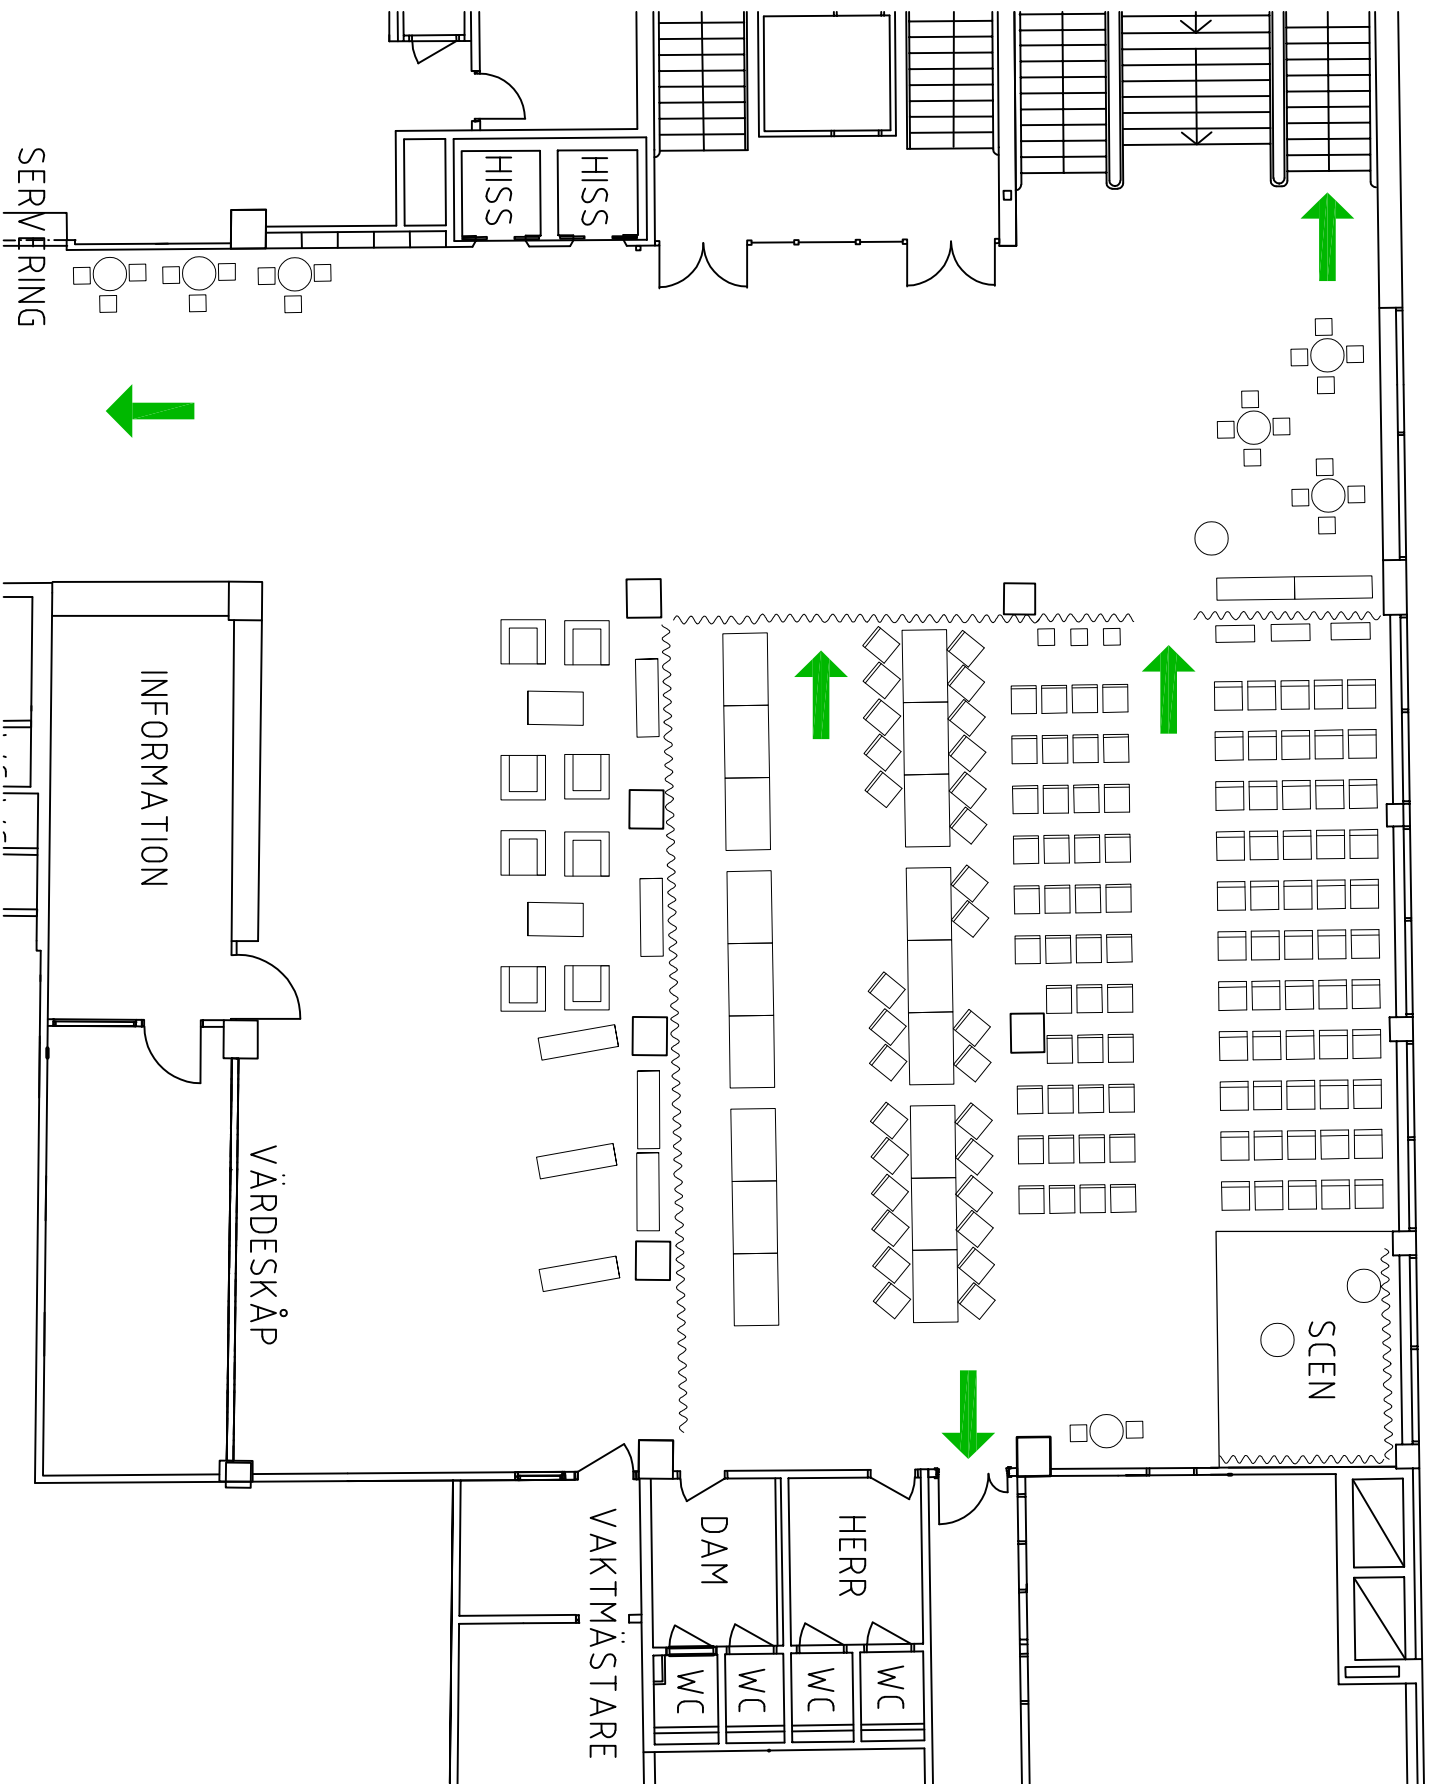 SERVERING
HISS
HISS
INFORMATION
VÄRDESKÅP
SCEN
VAKTMÄSTARE
DAM
HERR
WC
WC
WC
WC